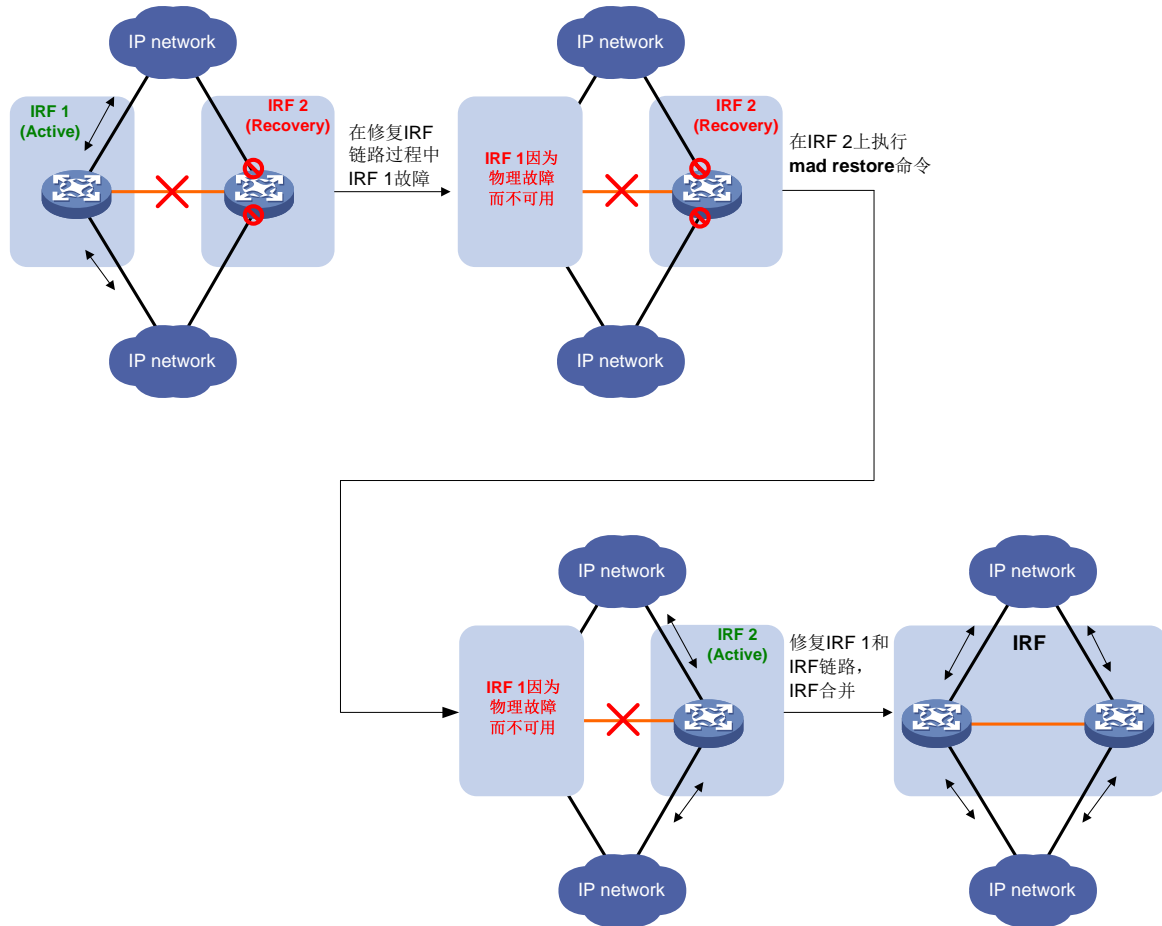 IP network
IRF 1
(Active)
IRF 2
(Recovery)
IP network
在修复IRF
链路过程中
IRF 1故障
IP network
IRF 1因为
物理故障
而不可用
IRF 2
(Recovery)
IP network
在IRF 2上执行
mad restore命令
IP network
IRF 1因为
物理故障
而不可用
IRF 2
(Active)
IP network
修复IRF 1和
IRF链路，
IRF合并
IP network
IRF
IP network